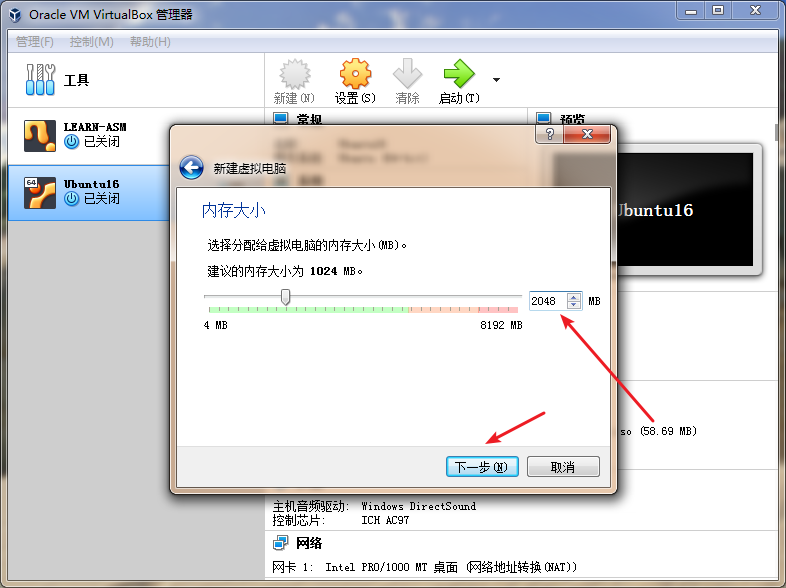 Oracle VM VirtualBox 管理器
管理(F) 控制(M) 帮助(H)
工具
新建(N) 设置(S) 清除 启动(T)
LEARN-ASM
已关闭
64
Ubuntu16
已关闭
常规
预览
Ubuntu16
新建虚拟电脑
内存大小
选择分配给虚拟电脑的内存大小(MB)。
建议的内存大小为 1024 MB。
2048 MB
4 MB 8192 MB
so (58.69 MB)
下一步(N) 取消
主机音频驱动: Windows DirectSound
控制芯片: ICH AC97
网络
网卡 1: Intel PRO/1000 MT 桌面 (网络地址转换(NAT))